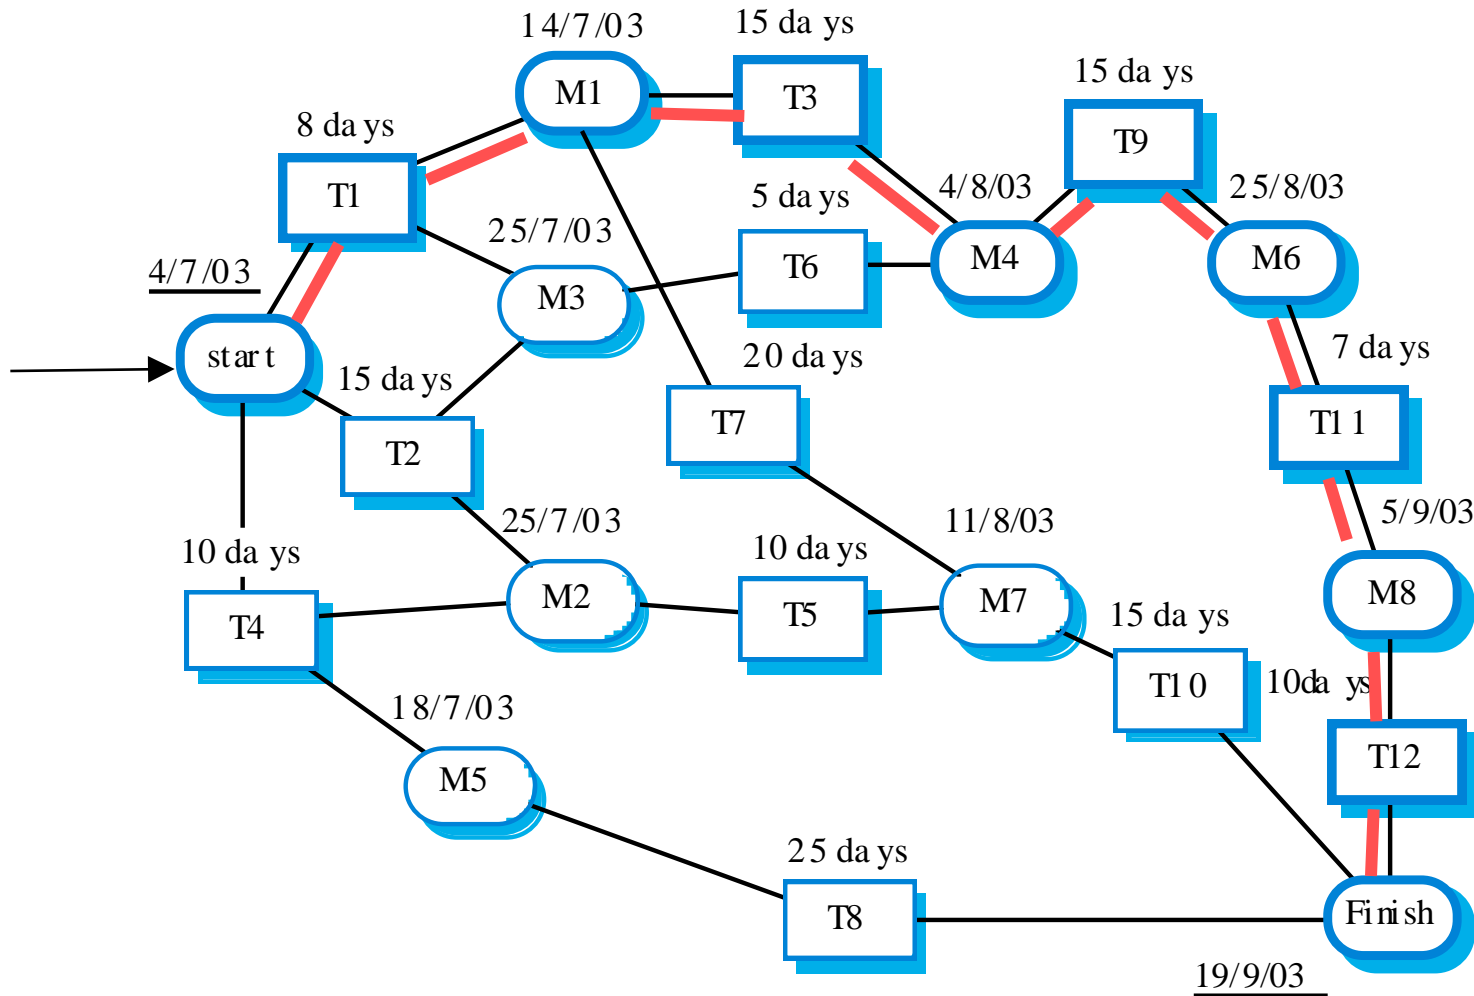 14/7/03
15 days
M1
T3
15 days
T9
8 days
T1
5 days
4/8/03
25/8/03
25/7/03
4/7/03
M3
T6
M4
M6
start
15 days
20 days
7 days
T2
T7
T11
25/7/03
11/8/03
5/9/03
10 days
10 days
M2
T5
M7
M8
T4
15 days
18/7/03
T10
10days
M5
T12
25 days
T8
Finish
19/9/03